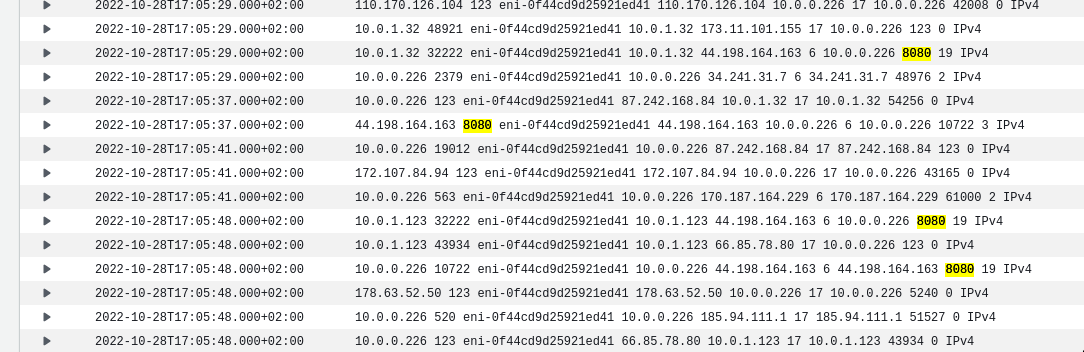 2022-10-28T17:05:29.000+02:00 110.170.126.104 123 eni-0f44cd9d25921ed41 110.170.126.104 10.0.0.226 17 10.0.0.226 42008 0 IPv4
2022-10-28T17:05:29.000+02:00 10.0.1.32 48921 eni-0f44cd9d25921ed41 10.0.1.32 173.11.101.155 17 10.0.0.226 123 0 IPv4
2022-10-28T17:05:29.000+02:00 10.0.1.32 32222 eni-0f44cd9d25921ed41 10.0.1.32 44.198.164.163 6 10.0.0.226 8080 19 IPv4
2022-10-28T17:05:29.000+02:00 10.0.0.226 2379 eni-0f44cd9d25921ed41 10.0.0.226 34.241.31.7 6 34.241.31.7 48976 2 IPv4
2022-10-28T17:05:37.000+02:00 10.0.0.226 123 eni-0f44cd9d25921ed41 87.242.168.84 10.0.1.32 17 10.0.1.32 54256 0 IPv4
2022-10-28T17:05:37.000+02:00 44.198.164.163 8080 eni-0f44cd9d25921ed41 44.198.164.163 10.0.0.226 6 10.0.0.226 10722 3 IPv4
2022-10-28T17:05:41.000+02:00 10.0.0.226 19012 eni-0f44cd9d25921ed41 10.0.0.226 87.242.168.84 17 87.242.168.84 123 0 IPv4
2022-10-28T17:05:41.000+02:00 172.107.84.94 123 eni-0f44cd9d25921ed41 172.107.84.94 10.0.0.226 17 10.0.0.226 43165 0 IPv4
2022-10-28T17:05:41.000+02:00 10.0.0.226 563 eni-0f44cd9d25921ed41 10.0.0.226 170.187.164.229 6 170.187.164.229 61000 2 IPv4
2022-10-28T17:05:48.000+02:00 10.0.1.123 32222 eni-0f44cd9d25921ed41 10.0.1.123 44.198.164.163 6 10.0.0.226 8080 19 IPv4
2022-10-28T17:05:48.000+02:00 10.0.1.123 43934 eni-0f44cd9d25921ed41 10.0.1.123 66.85.78.80 17 10.0.0.226 123 0 IPv4
2022-10-28T17:05:48.000+02:00 10.0.0.226 10722 eni-0f44cd9d25921ed41 10.0.0.226 44.198.164.163 6 44.198.164.163 8080 19 IPv4
2022-10-28T17:05:48.000+02:00 178.63.52.50 123 eni-0f44cd9d25921ed41 178.63.52.50 10.0.0.226 17 10.0.0.226 5240 0 IPv4
2022-10-28T17:05:48.000+02:00 10.0.0.226 520 eni-0f44cd9d25921ed41 10.0.0.226 185.94.111.1 17 185.94.111.1 51527 0 IPv4
2022-10-28T17:05:48.000+02:00 10.0.0.226 123 eni-0f44cd9d25921ed41 66.85.78.80 10.0.1.123 17 10.0.1.123 43934 0 IPv4